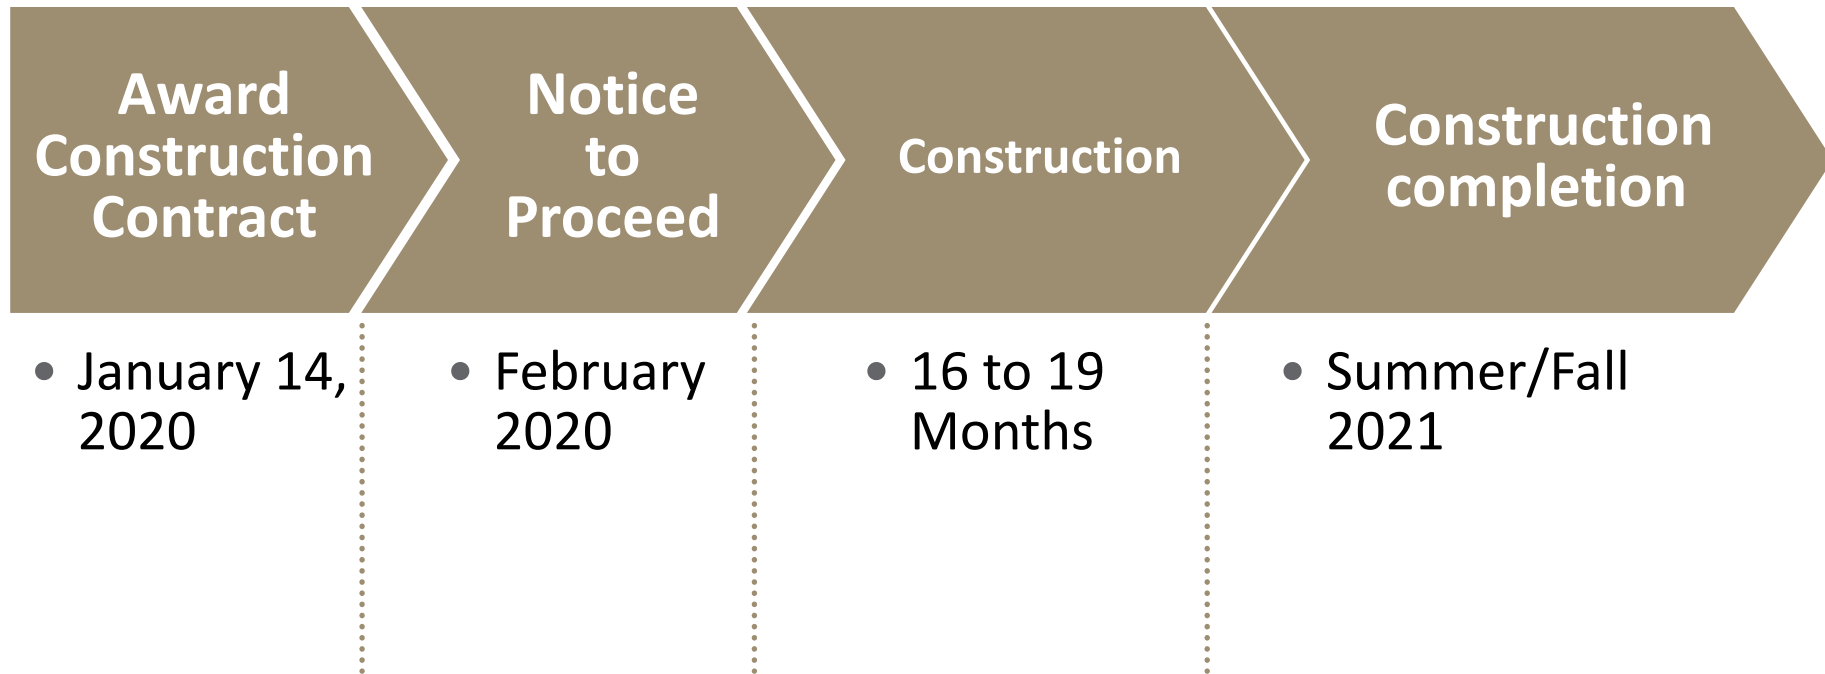 Award
Construction
Contract
Notice
to
Proceed
Construction
Construction
completion
• January 14,
2020
• February
2020
• 16 to 19
Months
• Summer/Fall
2021